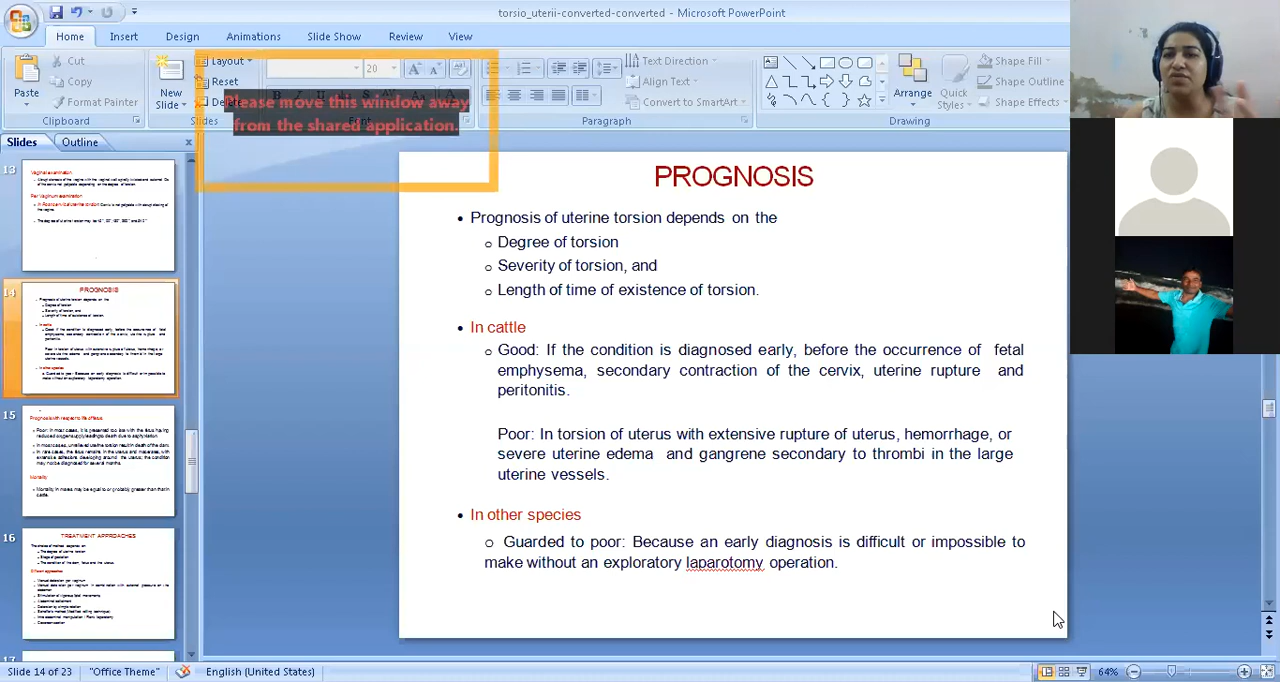 torsio_uterii-converted-converted - Microsoft PowerPoint
Home Insert Design Animations Slide Show Review View
Paste
Cut
Copy
Format Painter
Clipboard
New
Slide
Layout
Reset
Slides
20
Font
Please move this window away
from the shared application.
Text Direction
Align Text
Convert to SmartArt
Paragraph
Arrange
Quick
Styles
Shape Fill
Shape Outline
Shape Effects
Drawing
Slides Outline
13
14
15
16
17
PROGNOSIS
• Prognosis of uterine torsion depends on the
o Degree of torsion
o Severity of torsion, and
o Length of time of existence of torsion.
• In cattle
o Good: If the condition is diagnosed early, before the occurrence of fetal
emphysema, secondary contraction of the cervix, uterine rupture and
peritonitis.
Poor: In torsion of uterus with extensive rupture of uterus, hemorrhage, or
severe uterine edema and gangrene secondary to thrombi in the large
uterine vessels.
• In other species
o Guarded to poor: Because an early diagnosis is difficult or impossible to
make without an exploratory laparotomy operation.
Slide 14 of 23 "Office Theme" English (United States) 64%